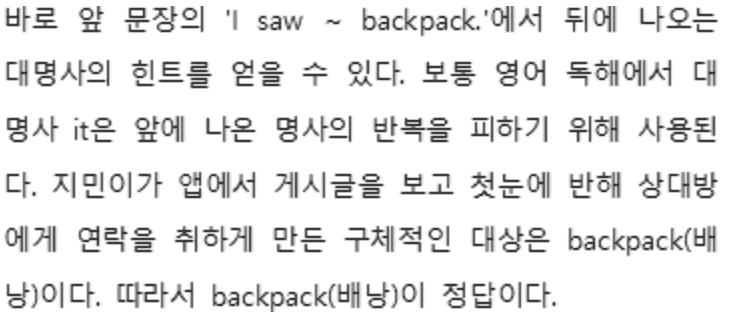 바로 앞 문장의 'I saw ~ backpack.'에서 뒤에 나오는
대명사의 힌트를 얻을 수 있다. 보통 영어 독해에서 대
명사 it은 앞에 나온 명사의 반복을 피하기 위해 사용된
다. 지민이가 앱에서 게시글을 보고 첫눈에 반해 상대방
에게 연락을 취하게 만든 구체적인 대상은 backpack(배
낭)이다. 따라서 backpack(배낭)이 정답이다.